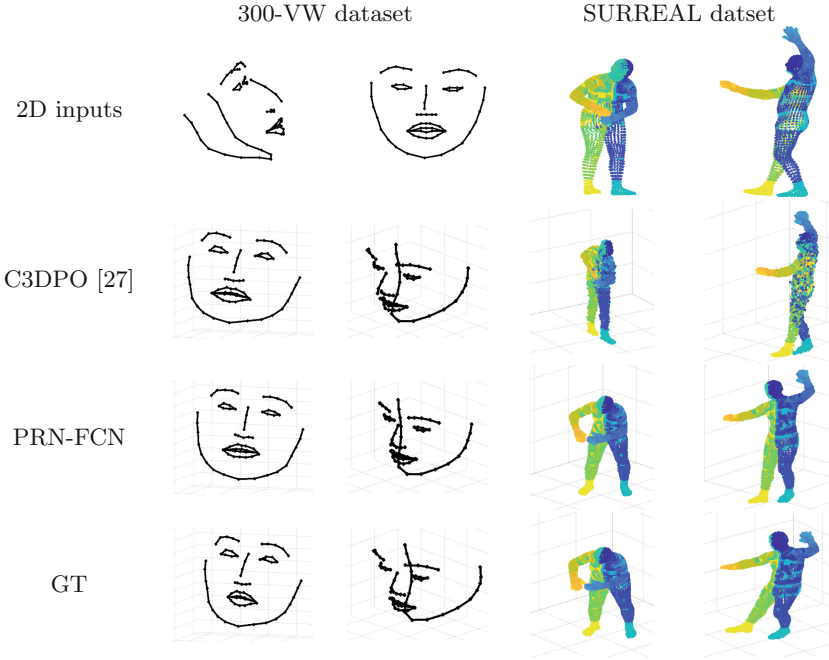 300-VW dataset
SURREAL datset
2D inputs
C3DPO [27]
PRN-FCN
GT